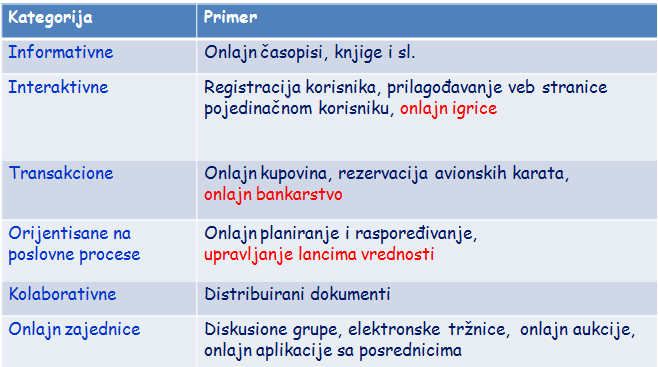 Kategorija Primer
Informativne Onlajn časopisi, knjige i sl.
Interaktivne Registracija korisnika, prilagođavanje veb stranice
pojedinačnom korisniku, onlajn igrice
Transakcione Onlajn kupovina, rezervacija avionskih karata,
onlajn bankarstvo
Orijentisane na Onlajn planiranje i raspoređivanje,
poslovne procese upravljanje lancima vrednosti
Kolaborativne Distribuirani dokumenti
Onlajn zajednice Diskusione grupe, elektronske tržnice, onlajn aukcije,
onlajn aplikacije sa posrednicima